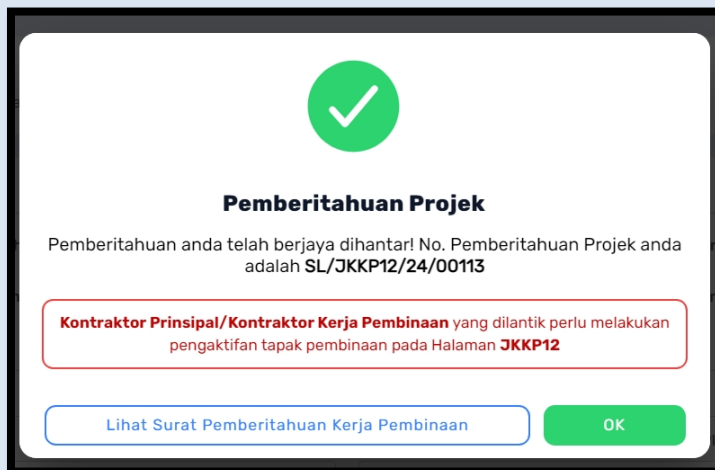 Pemberitahuan Projek
Pemberitahuan anda telah berjaya dihantar! No. Pemberitahuan Projek anda
adalah SL/JKKP12/24/00113
Kontraktor Prinsipal/Kontraktor Kerja Pembinaan yang dilantik perlu melakukan
pengaktifan tapak pembinaan pada Halaman JKKP12
Lihat Surat Pemberitahuan Kerja Pembinaan
OK